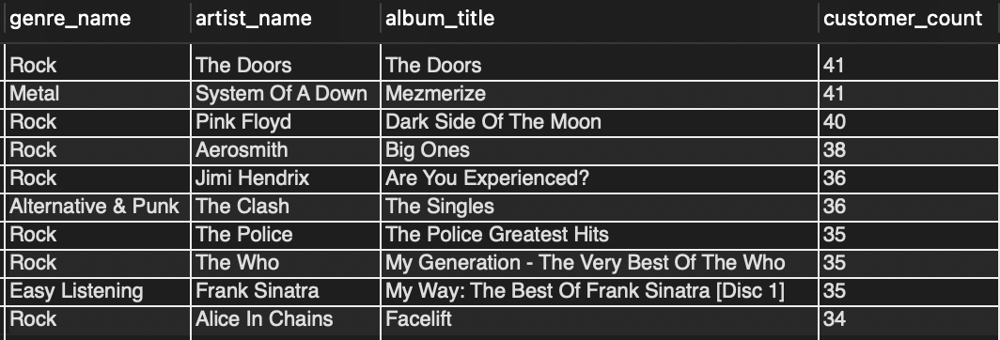 genre_name artist_name album_title customer_count
Rock The Doors The Doors 41
Metal System Of A Down Mezmerize 41
Rock Pink Floyd Dark Side Of The Moon 40
Rock Aerosmith Big Ones 38
Rock Jimi Hendrix Are You Experienced? 36
Alternative & Punk The Clash The Singles 36
Rock The Police The Police Greatest Hits 35
Rock The Who My Generation - The Very Best Of The Who 35
Easy Listening Frank Sinatra My Way: The Best Of Frank Sinatra [Disc 1] 35
Rock Alice In Chains Facelift 34